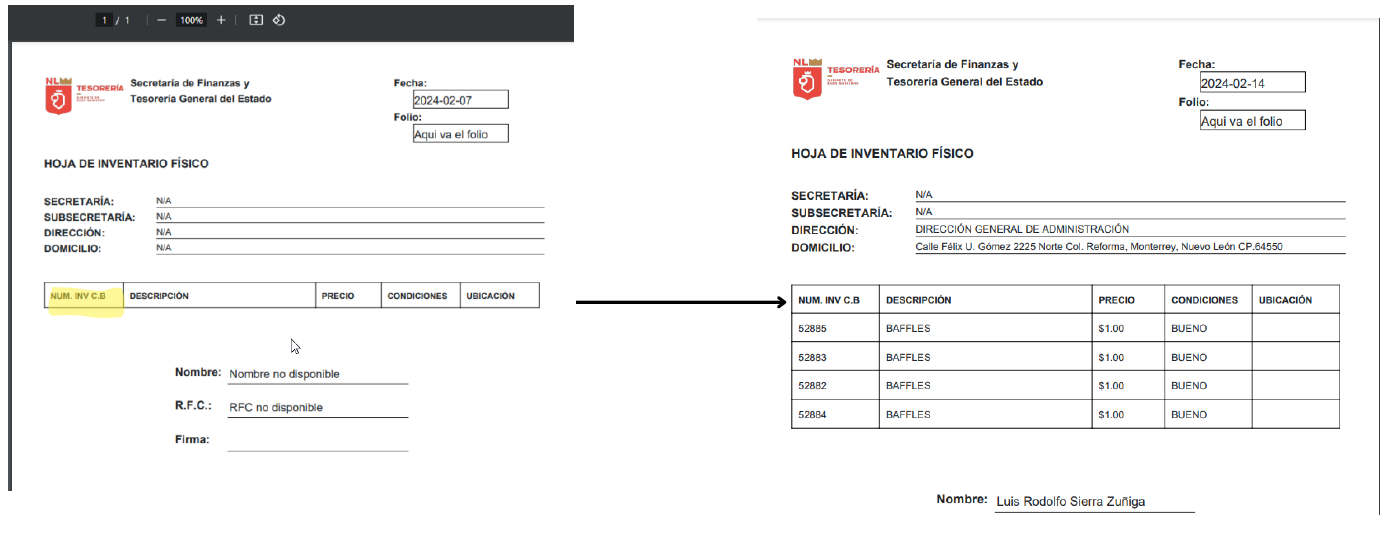 1 / 1 | — 100% + |
NL
TESORERÍA
Secretaría de Finanzas y
Tesorería General del Estado
Fecha:
2024-02-07
Folio:
Aqui va el folio
HOJA DE INVENTARIO FÍSICO
SECRETARÍA: N/A
SUBSECRETARÍA: N/A
DIRECCIÓN: N/A
DOMICILIO: N/A
NUM. INV C.B DESCRIPCIÓN PRECIO CONDICIONES UBICACIÓN
Nombre: Nombre no disponible
R.F.C.: RFC no disponible
Firma:
NL
TESORERÍA
Secretaría de Finanzas y
Tesorería General del Estado
Fecha:
2024-02-14
Folio:
Aqui va el folio
HOJA DE INVENTARIO FÍSICO
SECRETARÍA: N/A
SUBSECRETARÍA: N/A
DIRECCIÓN: DIRECCIÓN GENERAL DE ADMINISTRACIÓN
DOMICILIO: Calle Félix U. Gómez 2225 Norte Col. Reforma, Monterrey, Nuevo León CP.64550
NUM. INV C.B DESCRIPCIÓN PRECIO CONDICIONES UBICACIÓN
52885 BAFFLES $1.00 BUENO
52883 BAFFLES $1.00 BUENO
52882 BAFFLES $1.00 BUENO
52884 BAFFLES $1.00 BUENO
Nombre: Luis Rodolfo Sierra Zuñiga